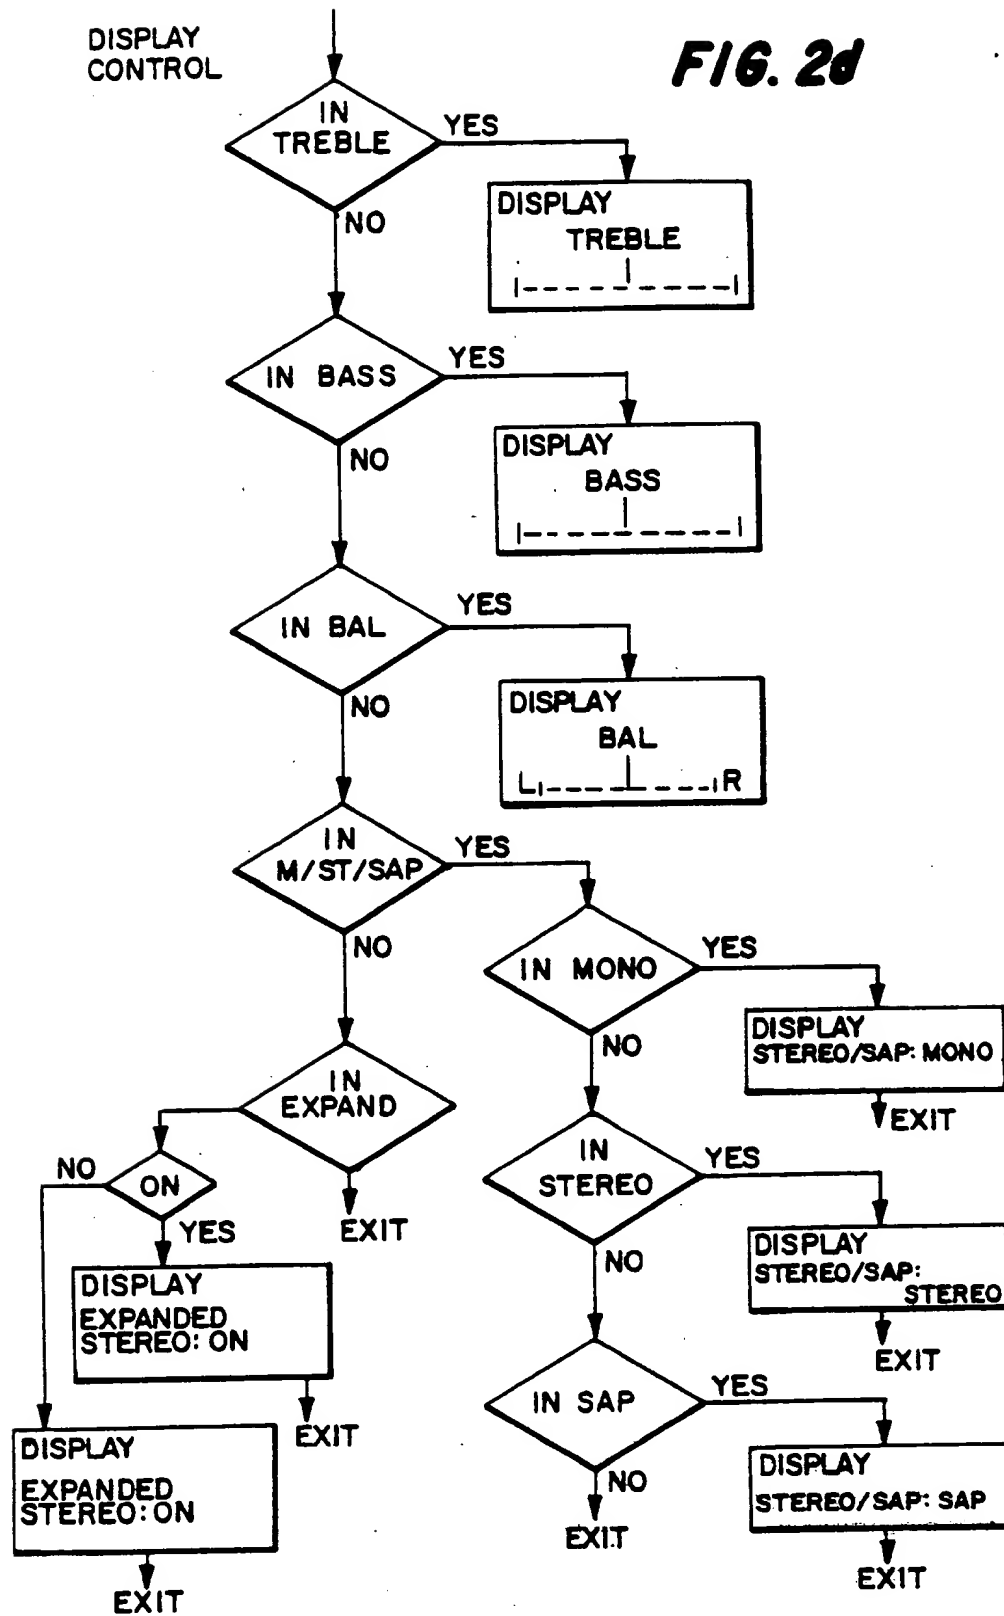 DISPLAY
CONTROL
FIG. 2d
IN
TREBLE
YES
NO
DISPLAY
TREBLE
IN BASS
YES
NO
DISPLAY
BASS
IN BAL
YES
NO
DISPLAY
BAL
L R
IN
M/ST/SAP
YES
NO
IN MONO
YES
NO
DISPLAY
STEREO/SAP: MONO
EXIT
IN
EXPAND
EXIT
NO
ON
YES
DISPLAY
EXPANDED
STEREO: ON
EXIT
DISPLAY
EXPANDED
STEREO: ON
EXIT
IN
STEREO
YES
NO
DISPLAY
STEREO/SAP:
STEREO
EXIT
IN SAP
YES
NO
EXIT
DISPLAY
STEREO/SAP: SAP
EXIT